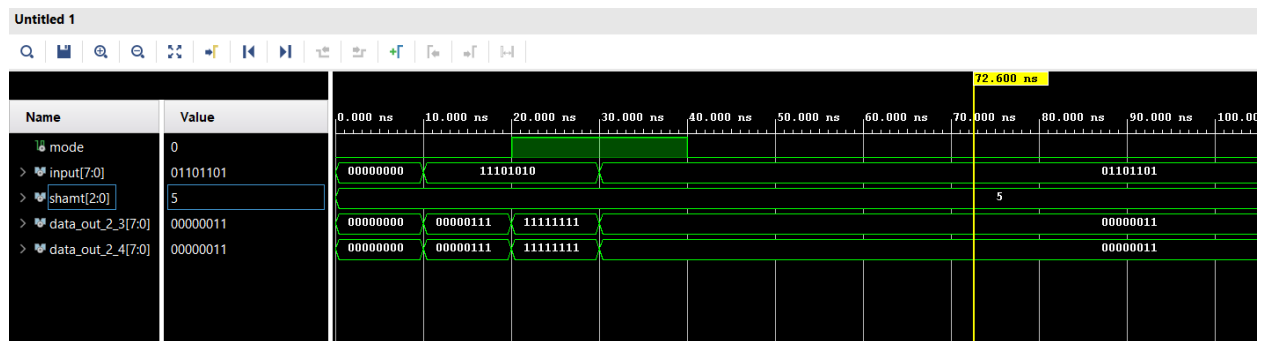 Untitled 1
72.600 ns
Name Value
0.000 ns 10.000 ns 20.000 ns 30.000 ns 40.000 ns 50.000 ns 60.000 ns 70.000 ns 80.000 ns 90.000 ns 100.00
mode 0
input[7:0] 01101101 00000000 11101010 01101101
shamt[2:0] 5 5
data_out_2_3[7:0] 00000011 00000000 00000111 11111111 00000011
data_out_2_4[7:0] 00000011 00000000 00000111 11111111 00000011